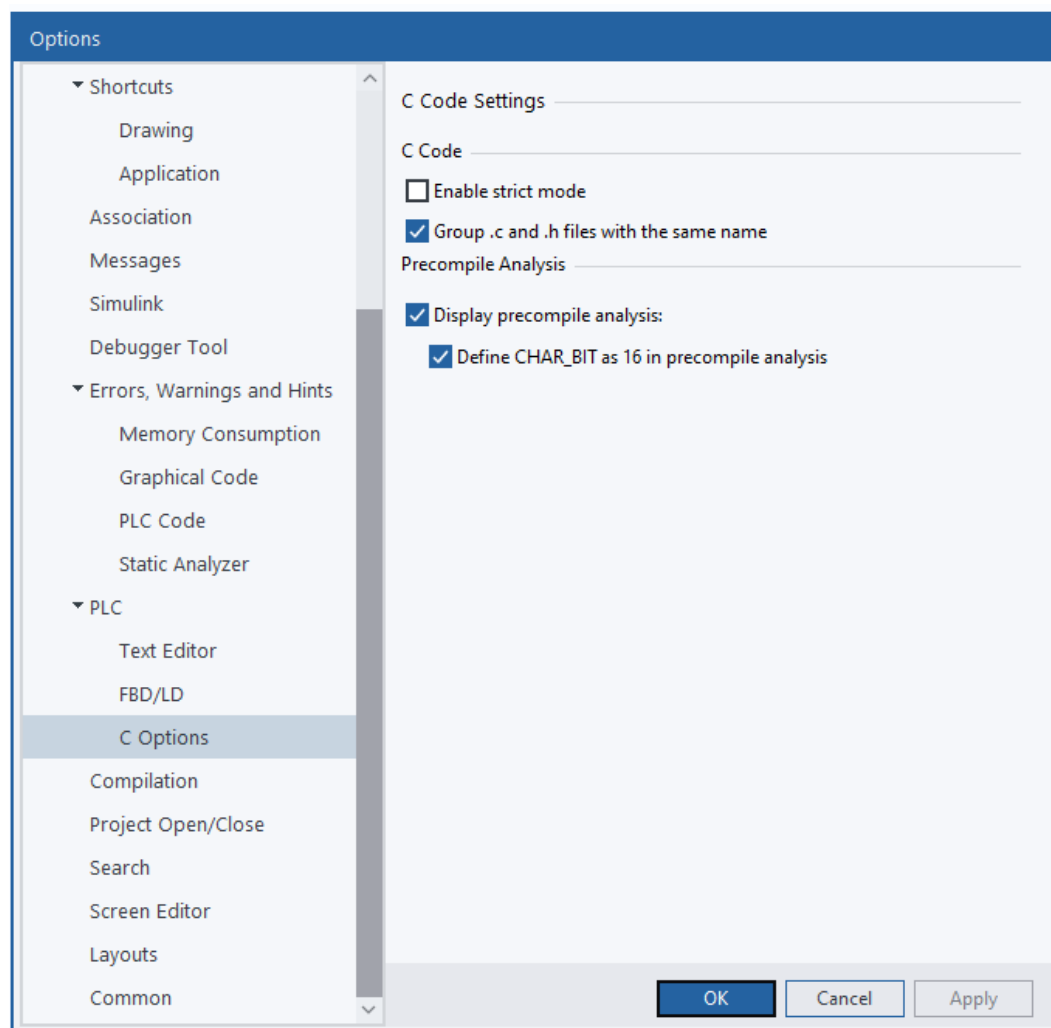 Options
Shortcuts
Drawing
Application
Association
Messages
Simulink
Debugger Tool
Errors, Warnings and Hints
Memory Consumption
Graphical Code
PLC Code
Static Analyzer
PLC
Text Editor
FBD/LD
C Options
Compilation
Project Open/Close
Search
Screen Editor
Layouts
Common
C Code Settings
C Code
Enable strict mode
Group .c and .h files with the same name
Precompile Analysis
Display precompile analysis:
Define CHAR_BIT as 16 in precompile analysis
OK Cancel Apply